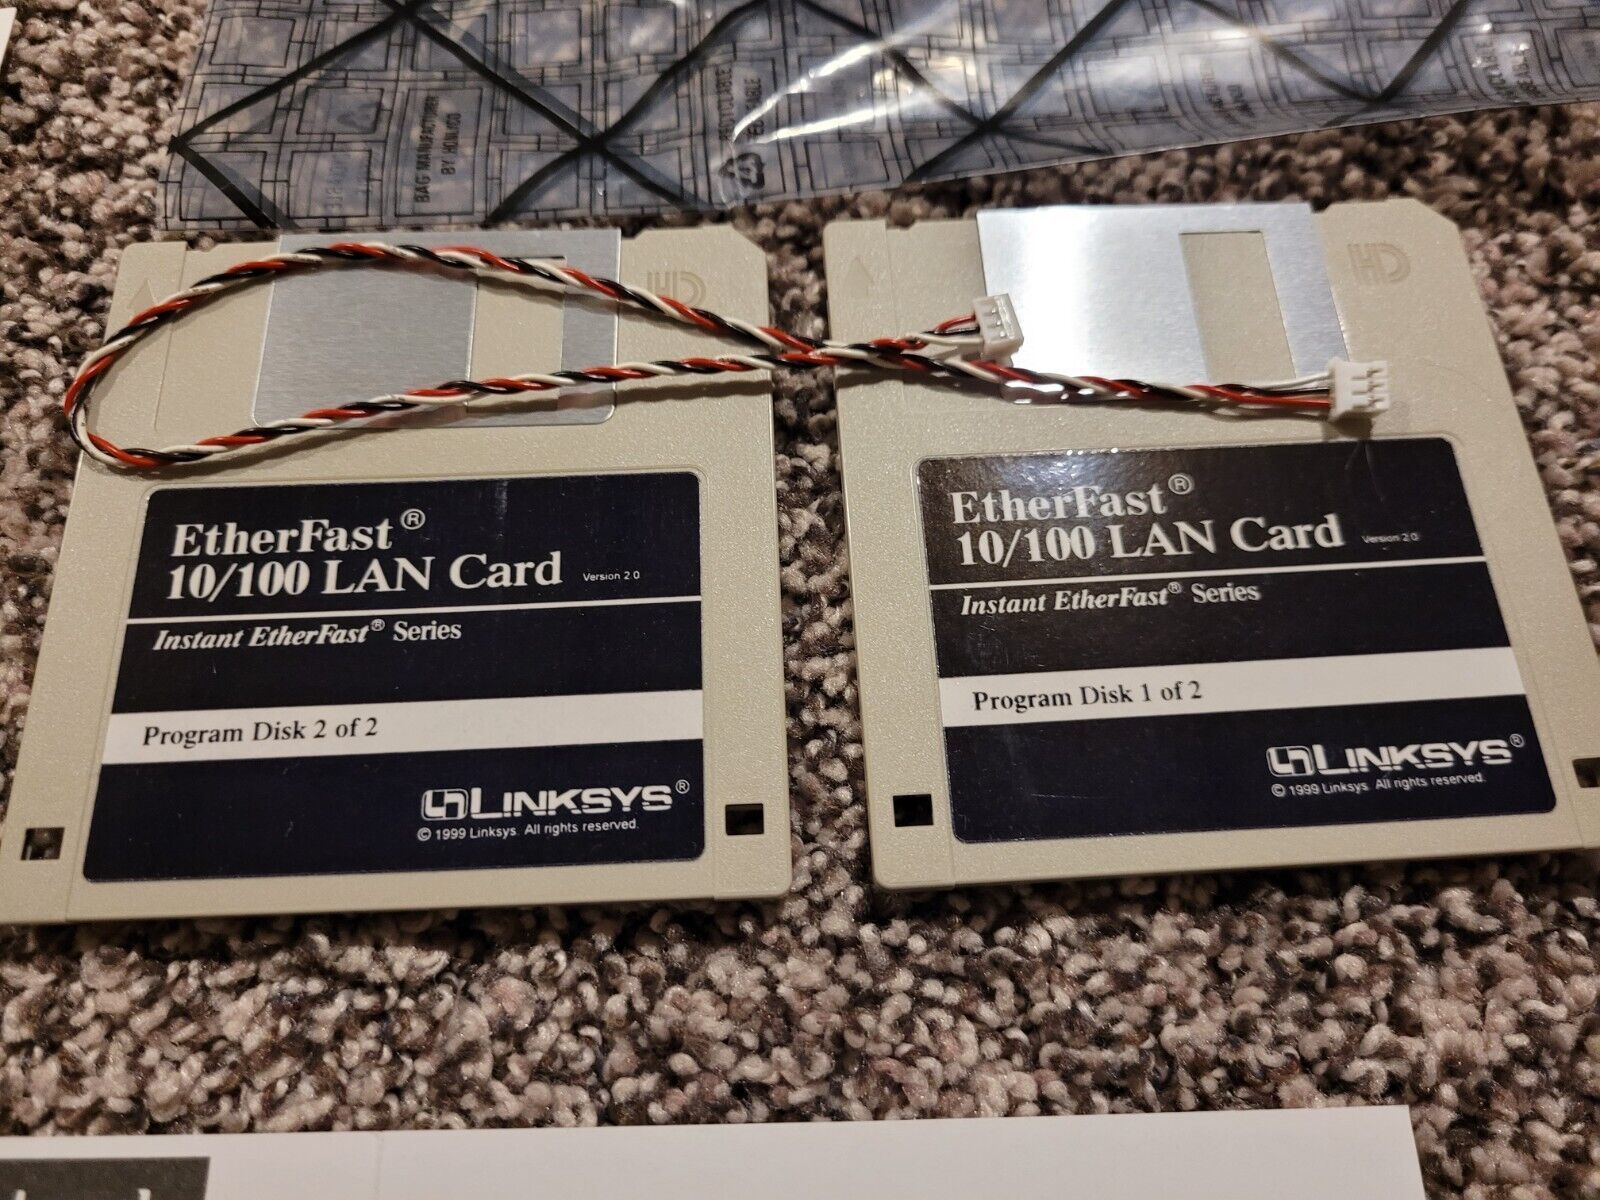 BAG MANUFACTURED
BY HONLGO
HD
HD
EtherFast®
10/100 LAN Card Version 2.0
Instant EtherFast® Series
Program Disk 2 of 2
LINKSYS®
© 1999 Linksys. All rights reserved.
EtherFast®
10/100 LAN Card Version 2.0
Instant EtherFast® Series
Program Disk 1 of 2
LINKSYS®
© 1999 Linksys. All rights reserved.